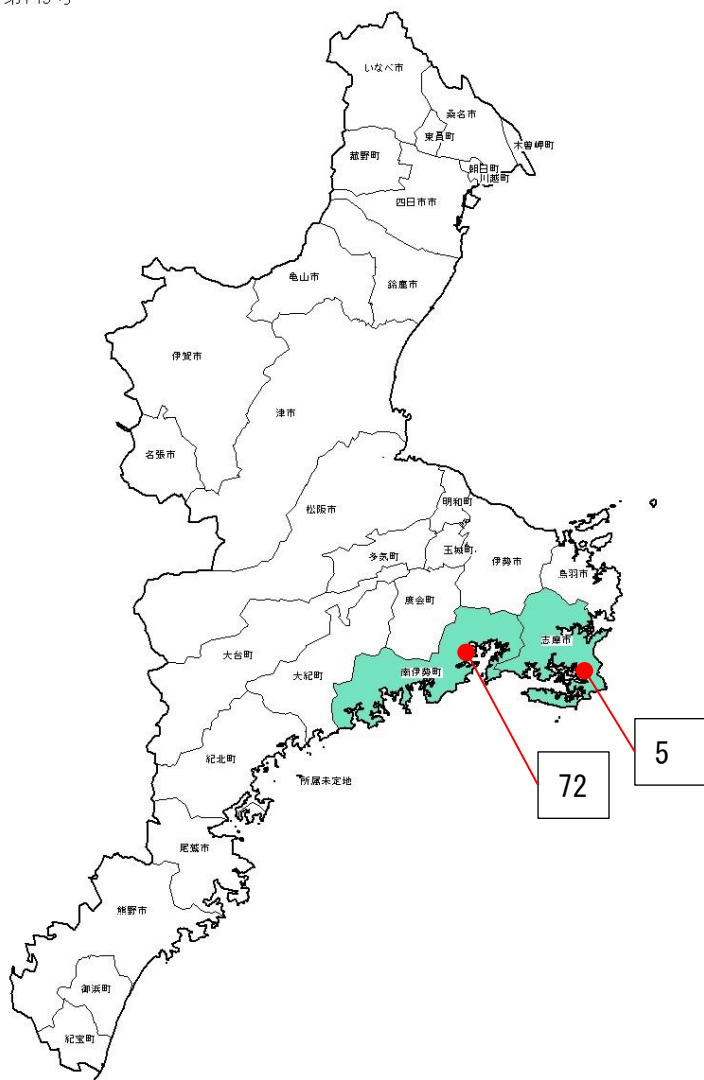 いなべ市
桑名市
東員町
木曽岬町
菰野町
朝日町
川越町
四日市市
亀山市
鈴鹿市
伊賀市
津市
名張市
明和町
松阪市
多気町
玉城町
伊勢市
鳥羽市
度会町
志摩市
大台町
大紀町
南伊勢町
紀北町
5
72
所属未定地
尾鷲市
熊野市
御浜町
紀宝町